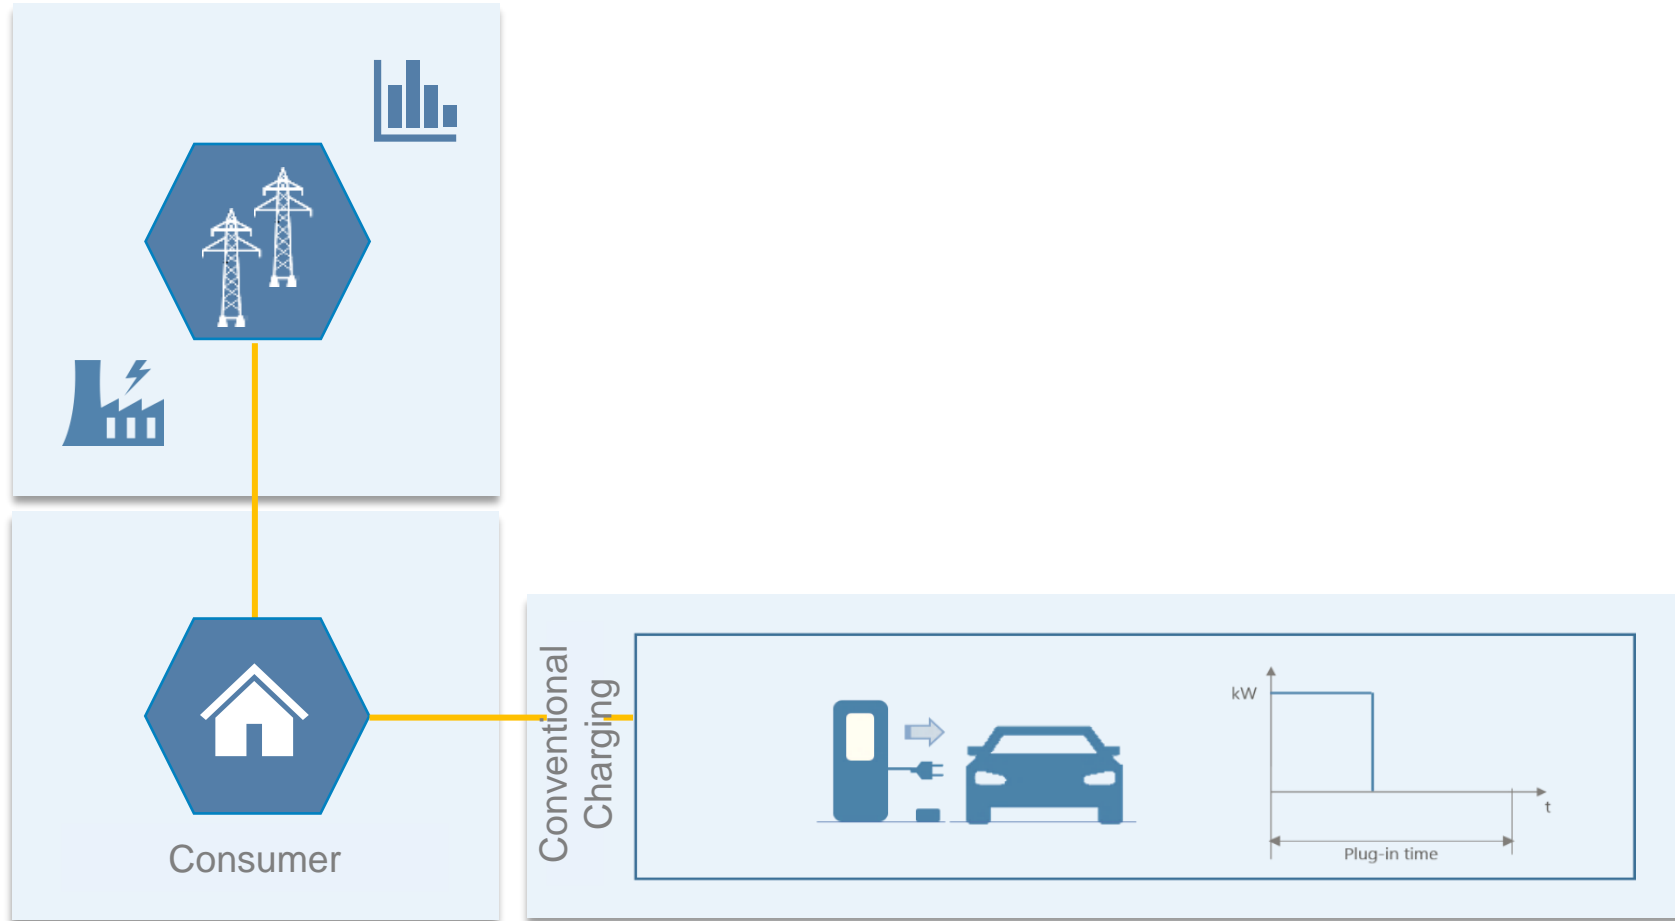 Consumer
Conventional
Charging
kW
t
Plug-in time